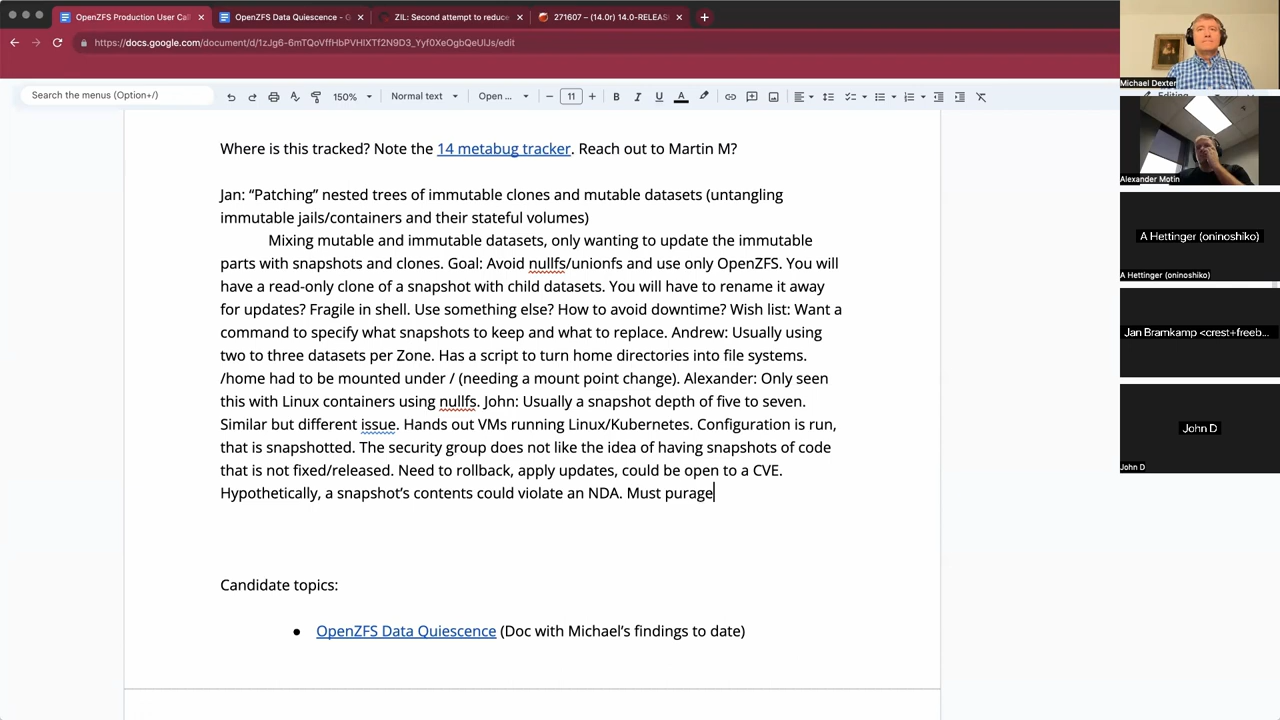 OpenZFS Production User Cal
OpenZFS Data Quiescence - G
ZIL: Second attempt to reduce
271607 – (14.0r) 14.0-RELEAS
https://docs.google.com/document/d/1zJg6-6mTQoVffHbPVHIXTf2N9D3_Yyf0XeOgbQeUIJs/edit
Search the menus (Option+/)
150%
Normal text
Open ...
11
Editing
Where is this tracked? Note the 14 metabug tracker. Reach out to Martin M?
Jan: “Patching” nested trees of immutable clones and mutable datasets (untangling
immutable jails/containers and their stateful volumes)
Mixing mutable and immutable datasets, only wanting to update the immutable
parts with snapshots and clones. Goal: Avoid nullfs/unionfs and use only OpenZFS. You will
have a read-only clone of a snapshot with child datasets. You will have to rename it away
for updates? Fragile in shell. Use something else? How to avoid downtime? Wish list: Want a
command to specify what snapshots to keep and what to replace. Andrew: Usually using
two to three datasets per Zone. Has a script to turn home directories into file systems.
/home had to be mounted under / (needing a mount point change). Alexander: Only seen
this with Linux containers using nullfs. John: Usually a snapshot depth of five to seven.
Similar but different issue. Hands out VMs running Linux/Kubernetes. Configuration is run,
that is snapshotted. The security group does not like the idea of having snapshots of code
that is not fixed/released. Need to rollback, apply updates, could be open to a CVE.
Hypothetically, a snapshot’s contents could violate an NDA. Must purage
Candidate topics:
● OpenZFS Data Quiescence (Doc with Michael’s findings to date)
Michael Dexter
Alexander Motin
A Hettinger (oninoshiko)
A Hettinger (oninoshiko)
Jan Bramkamp <crest+freeb...
John D
John D